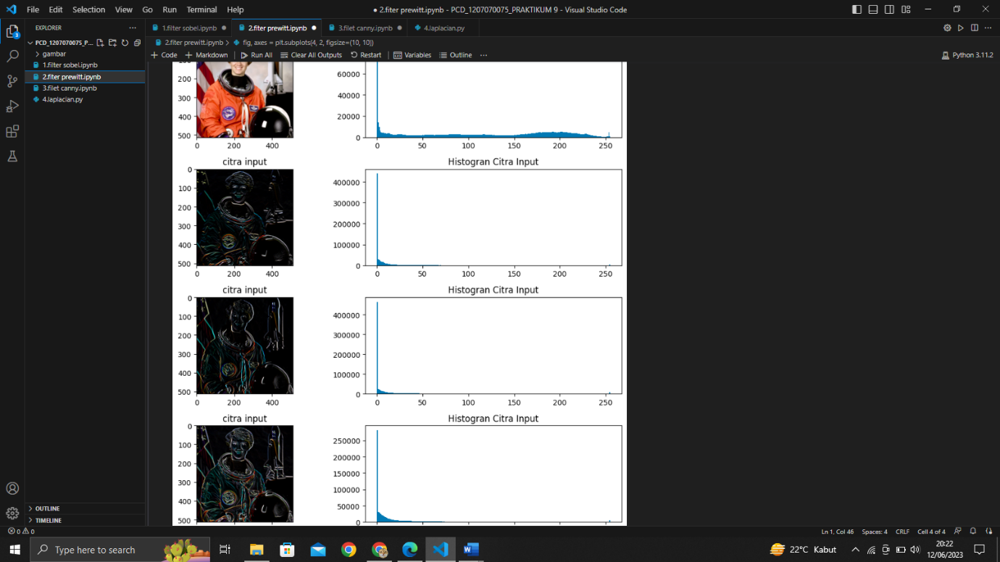 File Edit Selection View Go Run Terminal Help
● 2.fiter prewitt.ipynb - PCD_1207070075_PRAKTIKUM 9 - Visual Studio Code
EXPLORER
PCD_1207070075_P...
gambar
1.filter sobel.ipynb
2.fiter prewitt.ipynb
3.filet canny.ipynb
4.laplacian.py
OUTLINE
TIMELINE
3
1.filter sobel.ipynb ● 2.fiter prewitt.ipynb ● 3.filet canny.ipynb ● 4.laplacian.py
2.fiter prewitt.ipynb > fig, axes = plt.subplots(4, 2, figsize=(10, 10))
+ Code + Markdown Run All Clear All Outputs Restart Variables Outline ...
Python 3.11.2
100
200
300
400
500
0 200 400
60000
40000
20000
0
0 50 100 150 200 250
citra input
0
100
200
300
400
500
0 200 400
Histogran Citra Input
400000
300000
200000
100000
0
0 50 100 150 200 250
citra input
0
100
200
300
400
500
0 200 400
Histogran Citra Input
400000
300000
200000
100000
0
0 50 100 150 200 250
citra input
0
100
200
300
400
500
Histogran Citra Input
250000
200000
150000
100000
50000
0
0 0
Ln 1, Col 46 Spaces: 4 CRLF Cell 4 of 4
Type here to search
22°C Kabut
20:22
12/06/2023